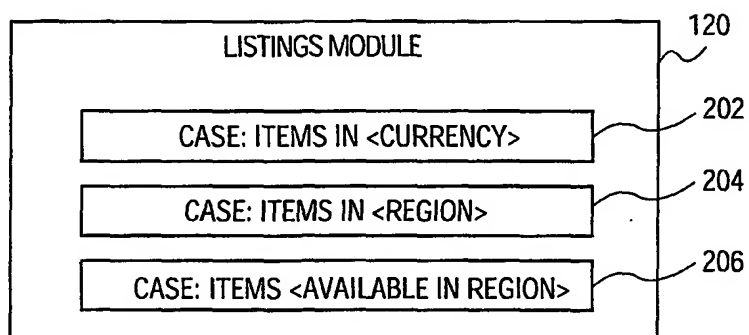 LISTINGS MODULE
120
CASE: ITEMS IN <CURRENCY>
202
CASE: ITEMS IN <REGION>
204
CASE: ITEMS <AVAILABLE IN REGION>
206